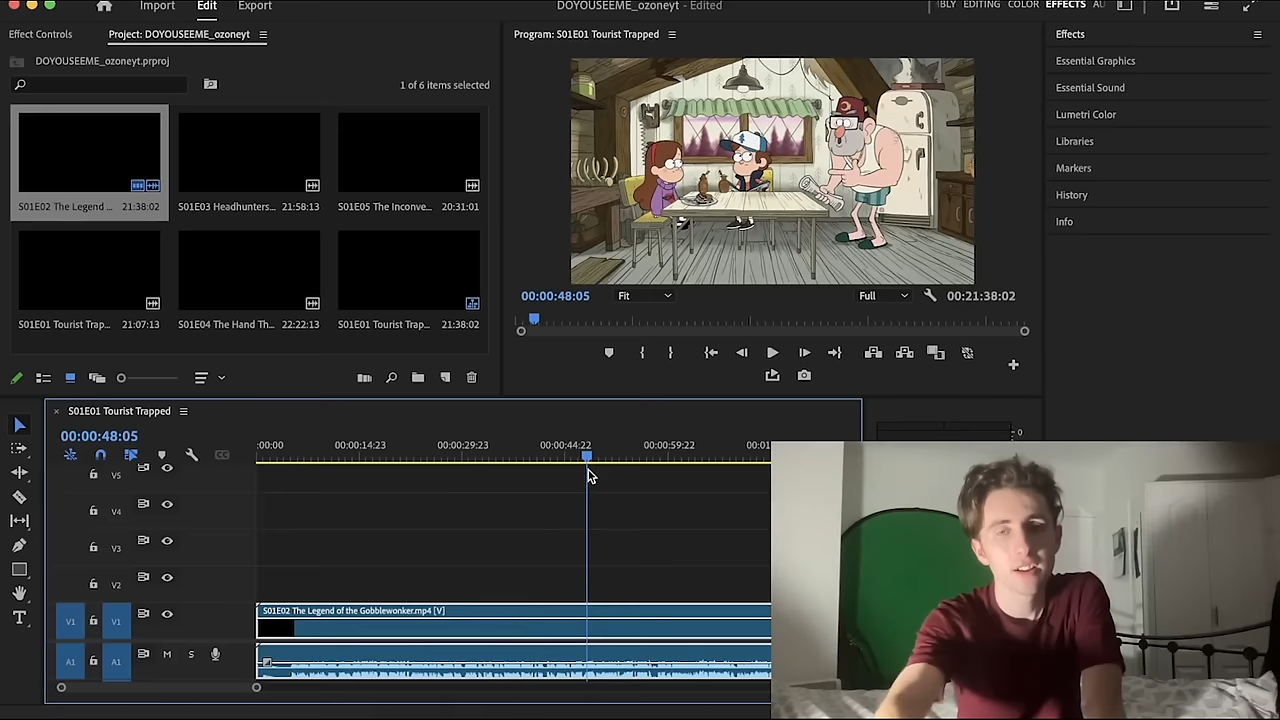 Import Edit Export
DOYOUSEEME_ozoneyt - Edited
BLY EDITING COLOR EFFECTS AU
Effect Controls
Project: DOYOUSEEME_ozoneyt
DOYOUSEEME_ozoneyt.prproj
1 of 6 items selected
S01E02 The Legend ... 21:38:02
S01E03 Headhunters... 21:58:13
S01E05 The Inconve... 20:31:01
S01E01 Tourist Trap... 21:07:13
S01E04 The Hand Th... 22:22:13
S01E01 Tourist Trap... 21:38:02
Program: S01E01 Tourist Trapped
00:00:48:05
Fit
Full
00:21:38:02
Effects
Essential Graphics
Essential Sound
Lumetri Color
Libraries
Markers
History
Info
× S01E01 Tourist Trapped
00:00:48:05
:00:00 00:00:14:23 00:00:29:23 00:00:44:22 00:00:59:22 00:01
CC
V5
V4
V3
V2
V1 V1
S01E02 The Legend of the Gobblewonker.mp4 [V]
A1 A1 M S
T
0